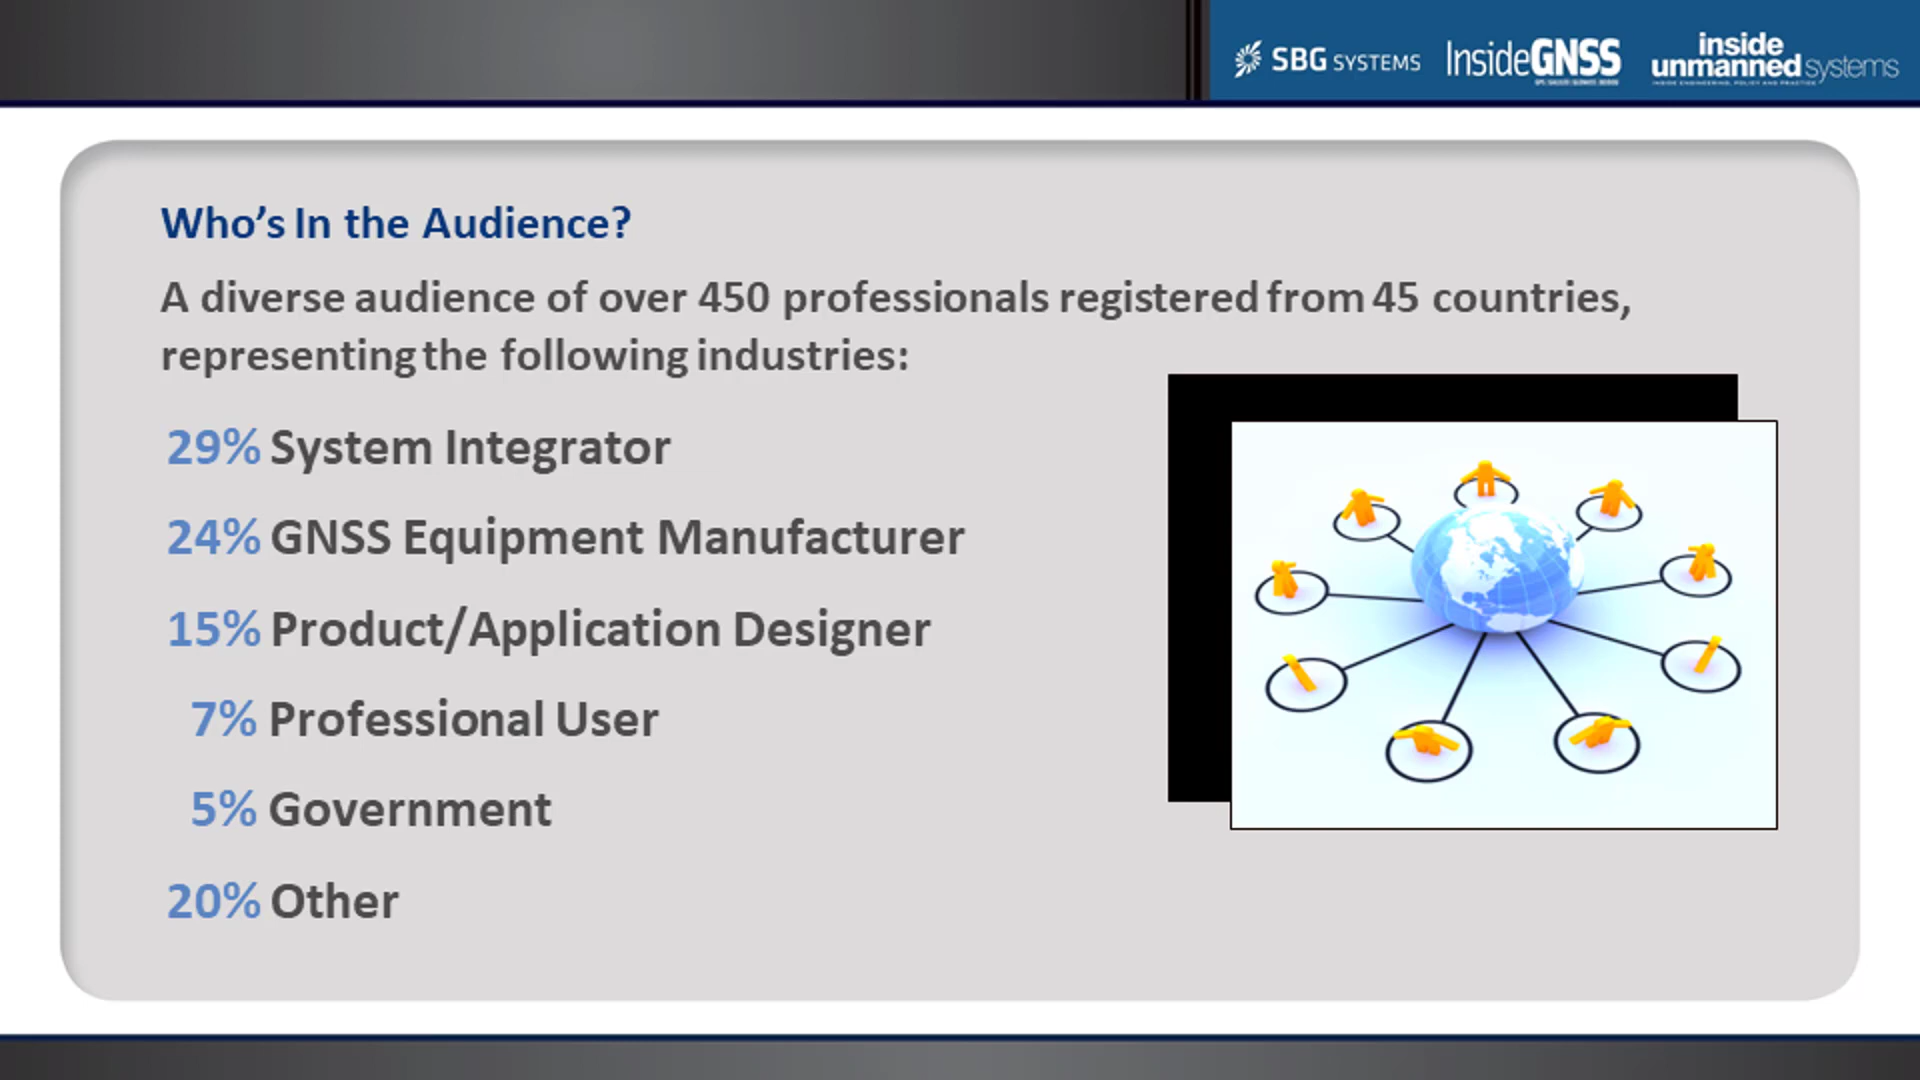 SBG SYSTEMS
InsideGNSS
inside
unmanned systems
Who's In the Audience?
A diverse audience of over 450 professionals registered from 45 countries,
representing the following industries:
29% System Integrator
24% GNSS Equipment Manufacturer
15% Product/Application Designer
7% Professional User
5% Government
20% Other